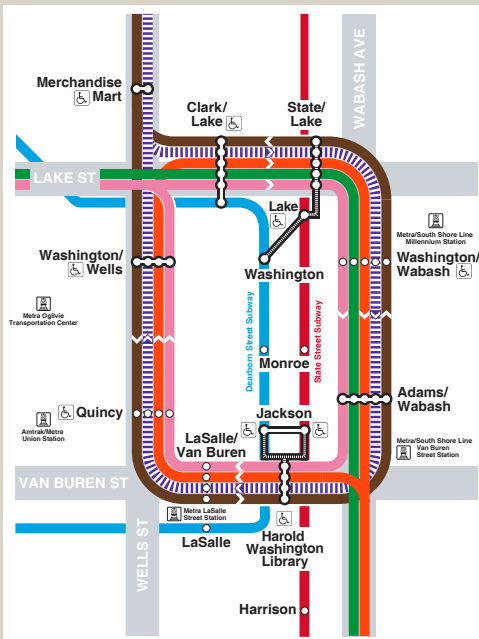 WABASH AVE
Merchandise
Mart
Clark/
Lake
State/
Lake
LAKE ST
Lake
Metra/South Shore Line
Millennium Station
Washington/
Wells
Washington
Washington/
Wabash
Metra Ogilvie
Transportation Center
Dearborn Street Subway
State Street Subway
Monroe
Adams/
Wabash
Quincy
Jackson
Amtrak/Metra
Union Station
LaSalle/
Van Buren
Metra/South Shore Line
Van Buren
Street Station
VAN BUREN ST
Metra LaSalle
Street Station
WELLS ST
LaSalle
Harold
Washington
Library
Harrison